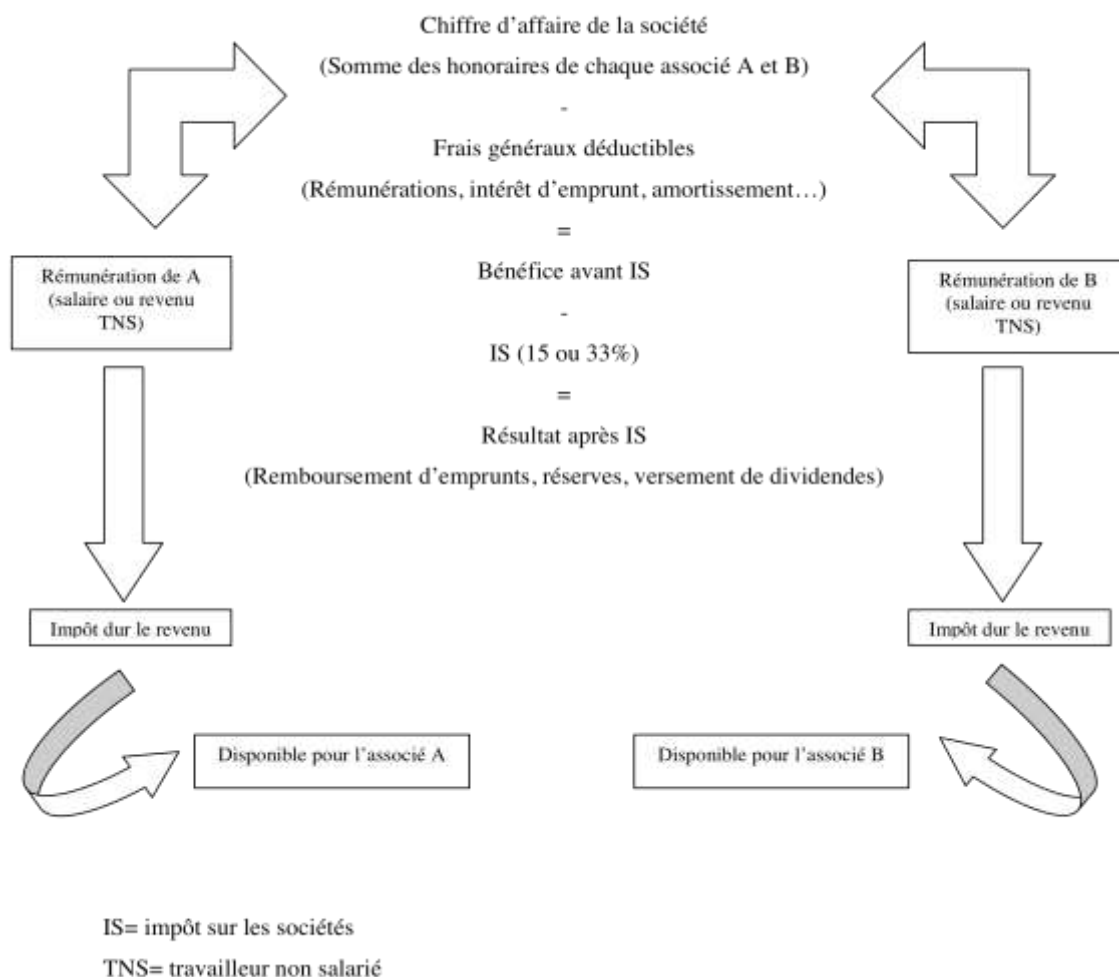 Chiffre d'affaire de la société
(Somme des honoraires de chaque associé A et B)
-
Frais généraux déductibles
(Rémunérations, intérêt d'emprunt, amortissement…)
=
Bénéfice avant IS
-
IS (15 ou 33%)
=
Résultat après IS
(Remboursement d'emprunts, réserves, versement de dividendes)
Rémunération de A
(salaire ou revenu
TNS)
Rémunération de B
(salaire ou revenu
TNS)
Impôt dur le revenu
Impôt dur le revenu
Disponible pour l'associé A
Disponible pour l'associé B
IS= impôt sur les sociétés
TNS= travailleur non salarié